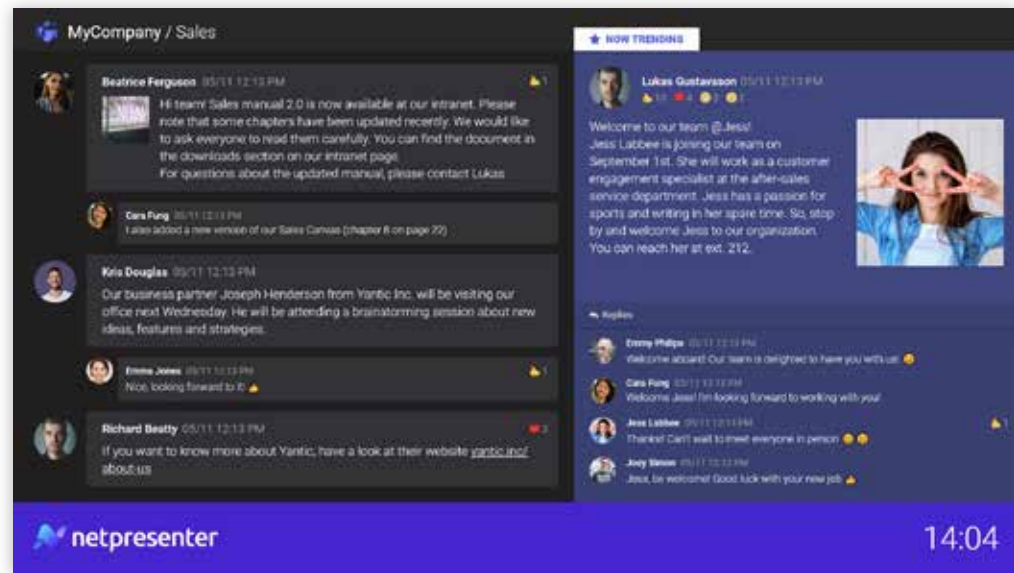 MyCompany / Sales
Beatrice Ferguson 05/11 12:13 PM
1
Hi team! Sales manual 2.0 is now available at our intranet. Please
note that some chapters have been updated recently. We would like
to ask everyone to read them carefully. You can find the document in
the downloads section on our intranet page.
For questions about the updated manual, please contact Lukas
Cara Fung 05/11 12:13 PM
I also added a new version of our Sales Canvas (chapter 8 on page 22)
Kris Douglas 05/11 12:13 PM
Our business partner Joseph Henderson from Yantic Inc. will be visiting our
office next Wednesday. He will be attending a brainstorming session about new
ideas, features and strategies.
Emma Jones 05/11 12:13 PM
1
Nice, looking forward to it!
Richard Beatty 05/11 12:13 PM
3
If you want to know more about Yantic, have a look at their website yantic.inc/
about-us
NOW TRENDING
Lukas Gustavsson 05/11 12:13 PM
Welcome to our team @Jess!
Jess Labbee is joining our team on
September 1st. She will work as a customer
engagement specialist at the after-sales
service department. Jess has a passion for
sports and writing in her spare time. So, stop
by and welcome Jess to our organization.
You can reach her at ext. 212.
Replies
Emmy Philips 05/11 12:13 PM
Welcome aboard! Our team is delighted to have you with us!
Cara Fung 05/11 12:13 PM
Welcome Jess! I'm looking forward to working with you!
Jess Labbee 05/11 12:13 PM
1
Thanks! Can't wait to meet everyone in person
Joey Simon 05/11 12:13 PM
Jess, be welcome! Good luck with your new job
netpresenter
14:04